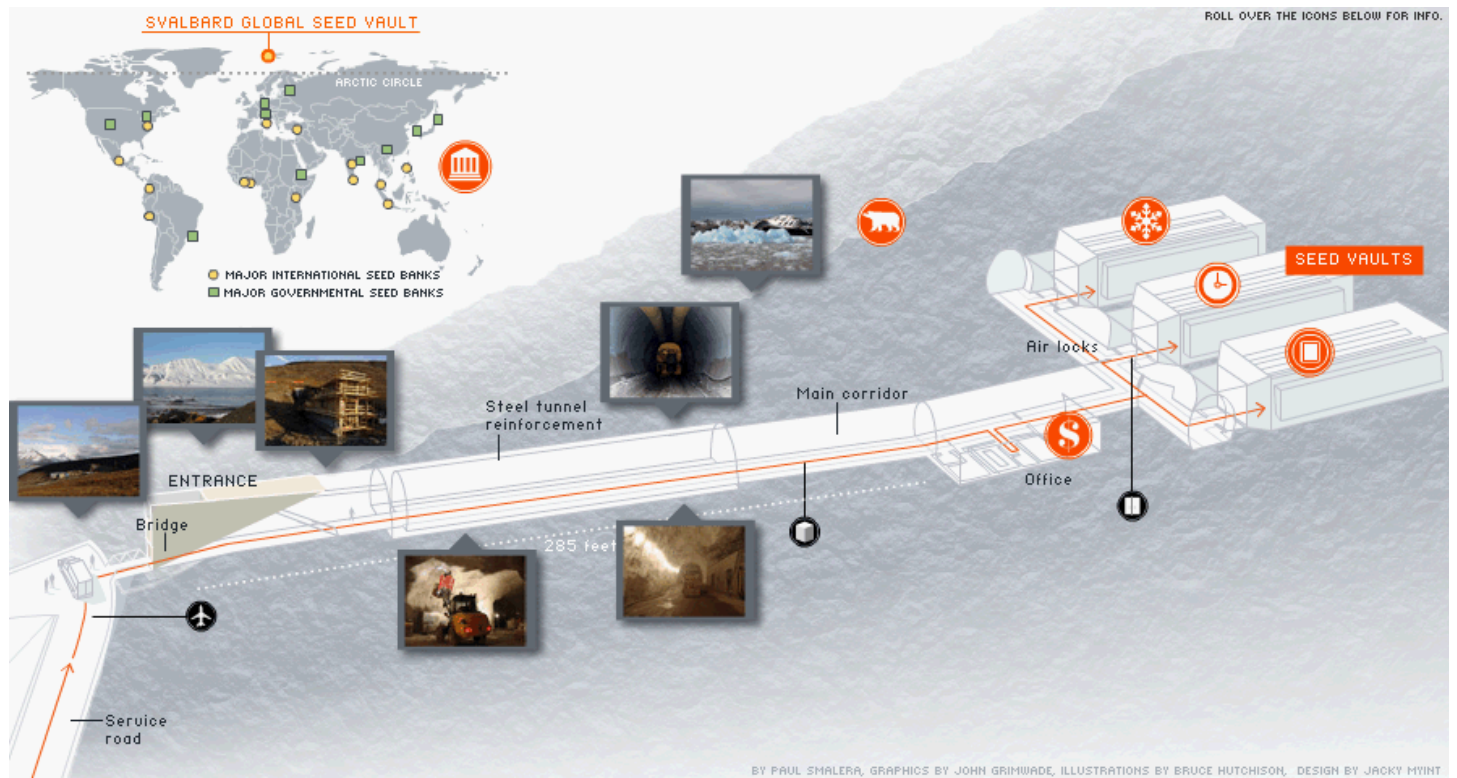 SVALBARD GLOBAL SEED VAULT
ROLL OVER THE ICONS BELOW FOR INFO.
ARCTIC CIRCLE
MAJOR INTERNATIONAL SEED BANKS
MAJOR GOVERNMENTAL SEED BANKS
SEED VAULTS
Air locks
Main corridor
Steel tunnel
reinforcement
ENTRANCE
Office
$
Bridge
285 feet
Service
road
BY PAUL SMALERA, GRAPHICS BY JOHN GRIMWADE, ILLUSTRATIONS BY BRUCE HUTCHISON, DESIGN BY JACKY MYINT